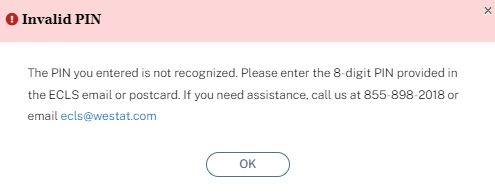 Invalid PIN
The PIN you entered is not recognized. Please enter the 8-digit PIN provided in
the ECLS email or postcard. If you need assistance, call us at 855-898-2018 or
email ecls@westat.com
OK